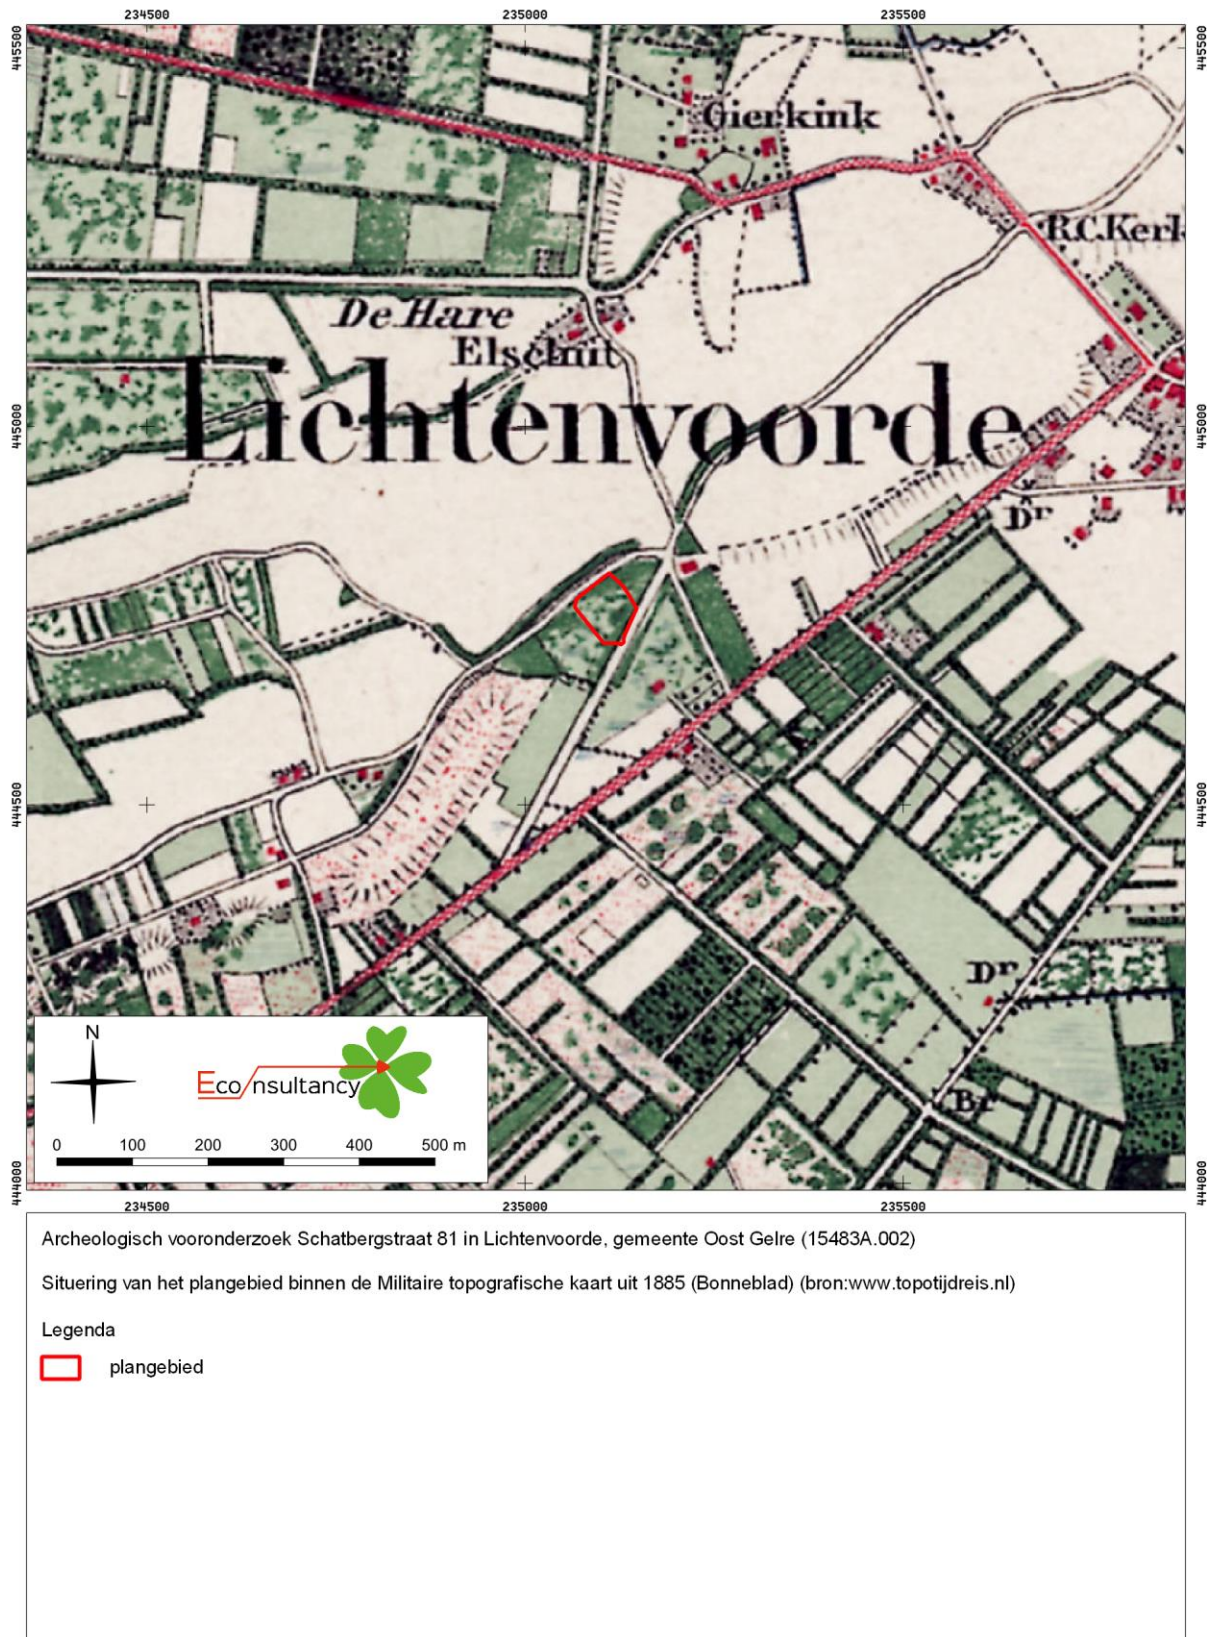 234500 235000 235500
445500 445500
Gierkink
R.C.Kerk
De Hare
Elschut
Lichtenvoorde
445000 445000
Dr
444500 444500
Dr
Br
N
Econsultancy
0 100 200 300 400 500 m
444000 444000
234500 235000 235500
Archeologisch vooronderzoek Schatbergstraat 81 in Lichtenvoorde, gemeente Oost Gelre (15483A.002)
Situering van het plangebied binnen de Militaire topografische kaart uit 1885 (Bonneblad) (bron:www.topotijdreis.nl)
Legenda
plangebied